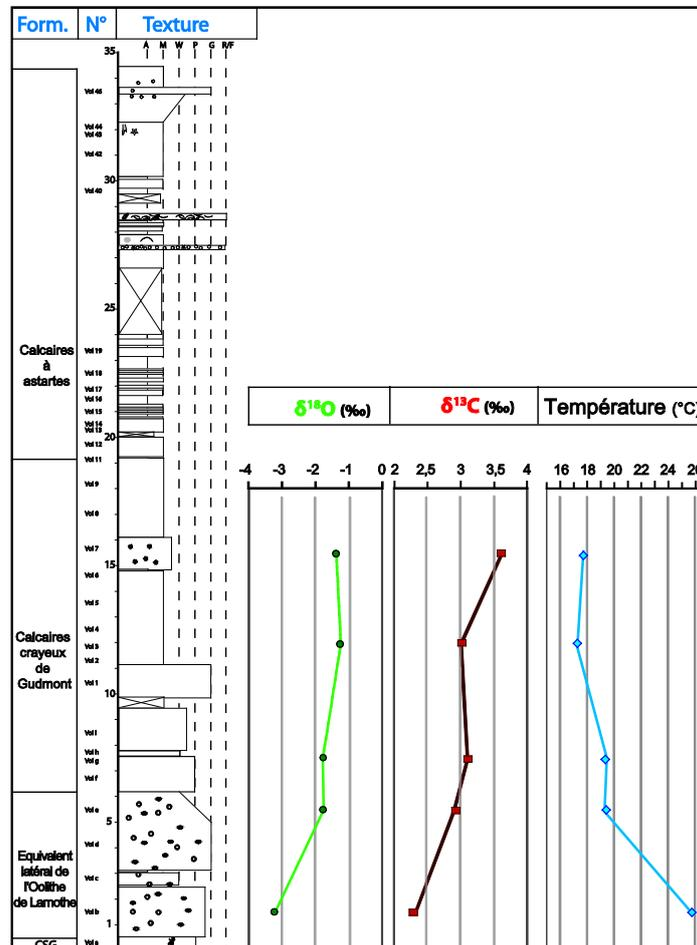 Form. N° Texture
A M W P G R/F
35
Vol 44
Vol 43
Vol 42
30
Vol 40
25
Calcaires
à
astartes
Vol 19
Vol 18
Vol 17
Vol 16
Vol 15
Vol 14
Vol 13
20
Vol 12
Vol 11
Vol 9
Vol 8
Vol 7
15
Vol 6
Vol 5
Vol 4
Vol 3
Vol 2
Vol 1
10
Calcaires
crayeux
de
Gudmont
Vol i
Vol h
Vol g
Vol f
Vol e
5
Vol d
Vol c
Vol b
1
Vol a
Equivalent
latéral de
l'Oolithe
de Lamothe
CSG
δ¹⁸O (‰) δ¹³C (‰) Température (°C)
-4 -3 -2 -1 0 2 2,5 3 3,5 4 16 18 20 22 24 26